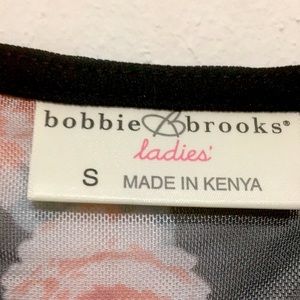 bobbie B brooks®
ladies'
S MADE IN KENYA